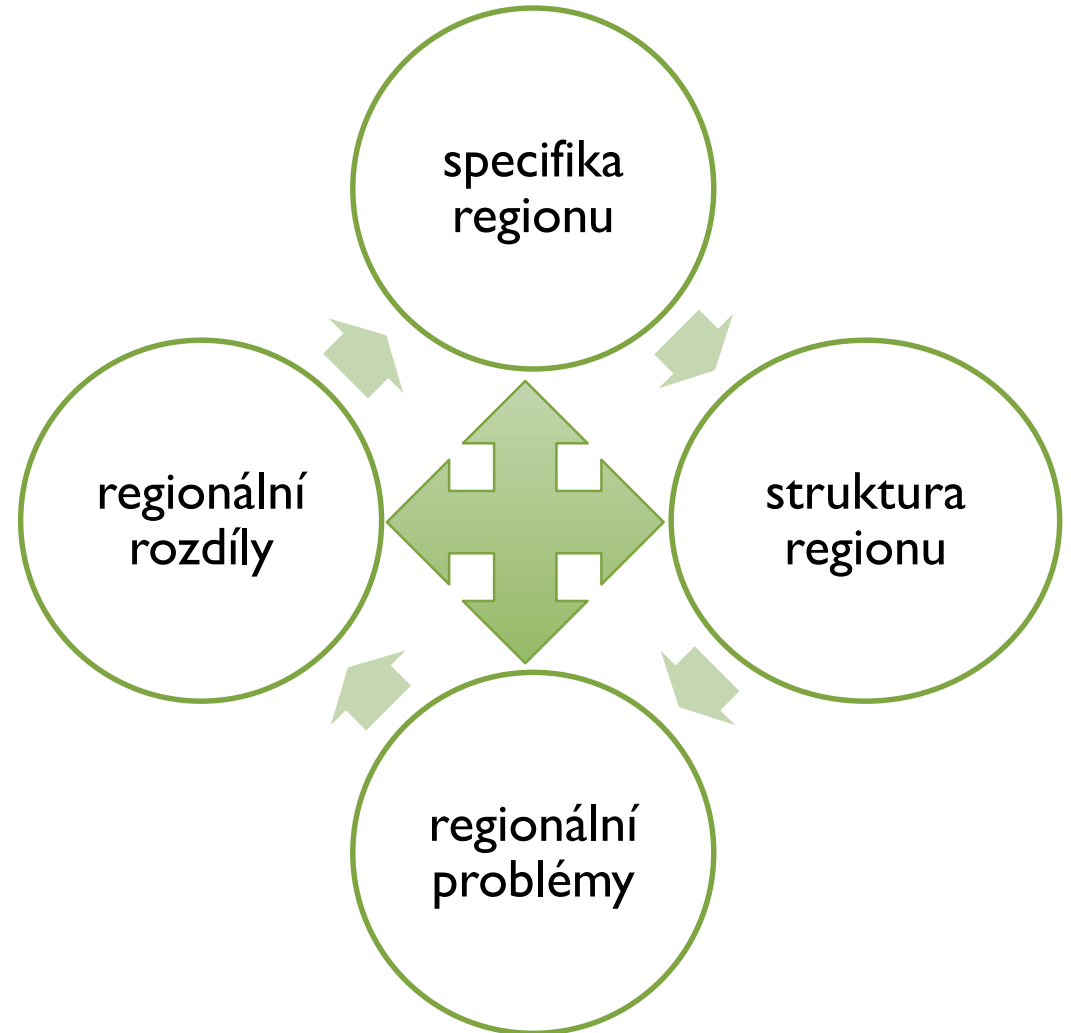 specifika
regionu
regionální
rozdíly
struktura
regionu
regionální
problémy